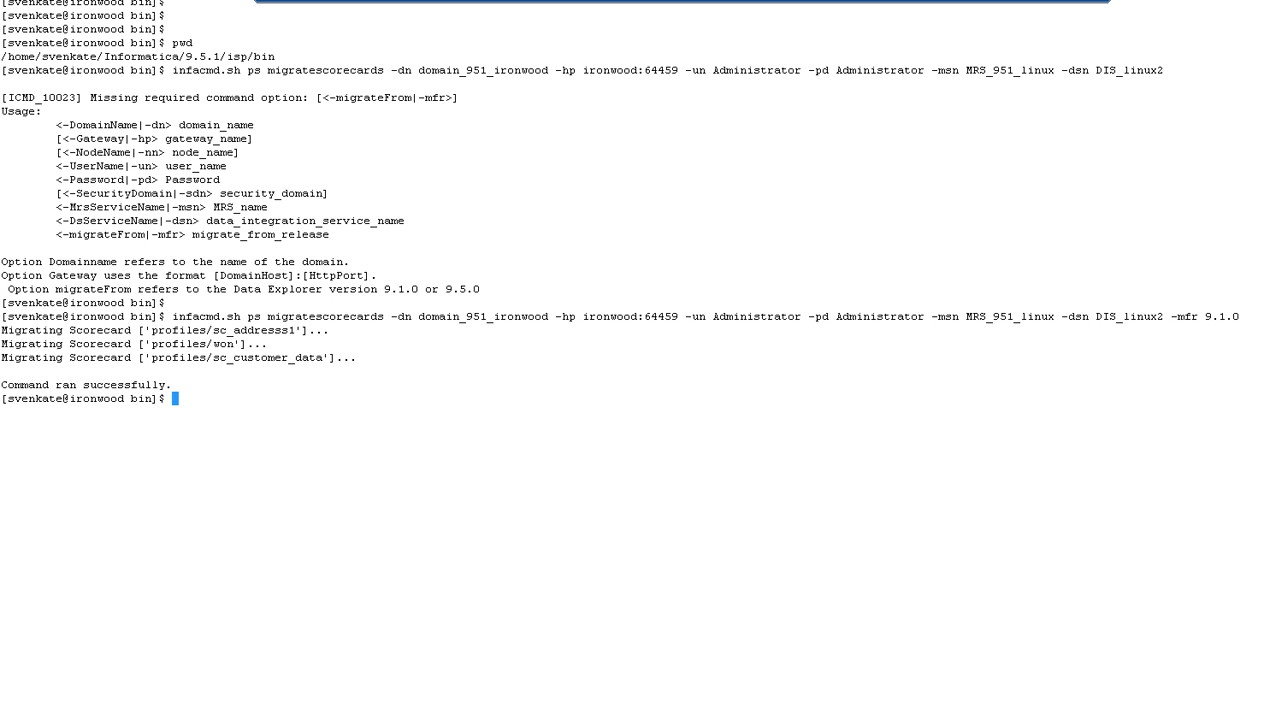 [svenkate@ironwood bin]$
[svenkate@ironwood bin]$
[svenkate@ironwood bin]$
[svenkate@ironwood bin]$ pwd
/home/svenkate/Informatica/9.5.1/isp/bin
[svenkate@ironwood bin]$ infacmd.sh ps migratescorecards -dn domain_951_ironwood -hp ironwood:64459 -un Administrator -pd Administrator -msn MRS_951_linux -dsn DIS_linux2
[ICMD_10023] Missing required command option: [<-migrateFrom|-mfr>]
Usage:
<-DomainName|-dn> domain_name
[<-Gateway|-hp> gateway_name]
[<-NodeName|-nn> node_name]
<-UserName|-un> user_name
<-Password|-pd> Password
[<-SecurityDomain|-sdn> security_domain]
<-MrsServiceName|-msn> MRS_name
<-DsServiceName|-dsn> data_integration_service_name
<-migrateFrom|-mfr> migrate_from_release
Option Domainname refers to the name of the domain.
Option Gateway uses the format [DomainHost]:[HttpPort].
Option migrateFrom refers to the Data Explorer version 9.1.0 or 9.5.0
[svenkate@ironwood bin]$
[svenkate@ironwood bin]$ infacmd.sh ps migratescorecards -dn domain_951_ironwood -hp ironwood:64459 -un Administrator -pd Administrator -msn MRS_951_linux -dsn DIS_linux2 -mfr 9.1.0
Migrating Scorecard ['profiles/sc_addresss1']...
Migrating Scorecard ['profiles/won']...
Migrating Scorecard ['profiles/sc_customer_data']...
Command ran successfully.
[svenkate@ironwood bin]$